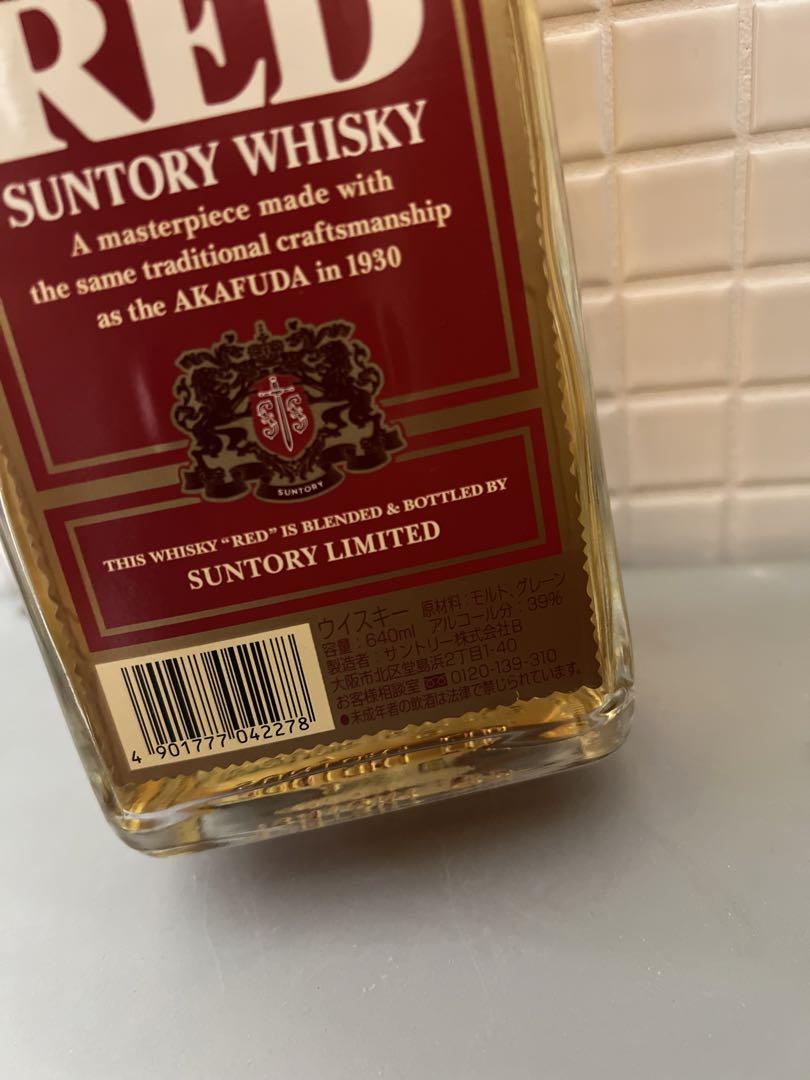 RED
SUNTORY WHISKY
A masterpiece made with
the same traditional craftsmanship
as the AKAFUDA in 1930
SUNTORY
THIS WHISKY “RED” IS BLENDED & BOTTLED BY
SUNTORY LIMITED
ウイスキー 原材料:モルト、グレーン
容量:640ml アルコール分:39%
製造者:サントリー株式会社B
大阪市北区堂島浜2丁目1-40
お客様相談室 0120-139-310
●未成年者の飲酒は法律で禁じられています。
4 901777 042278